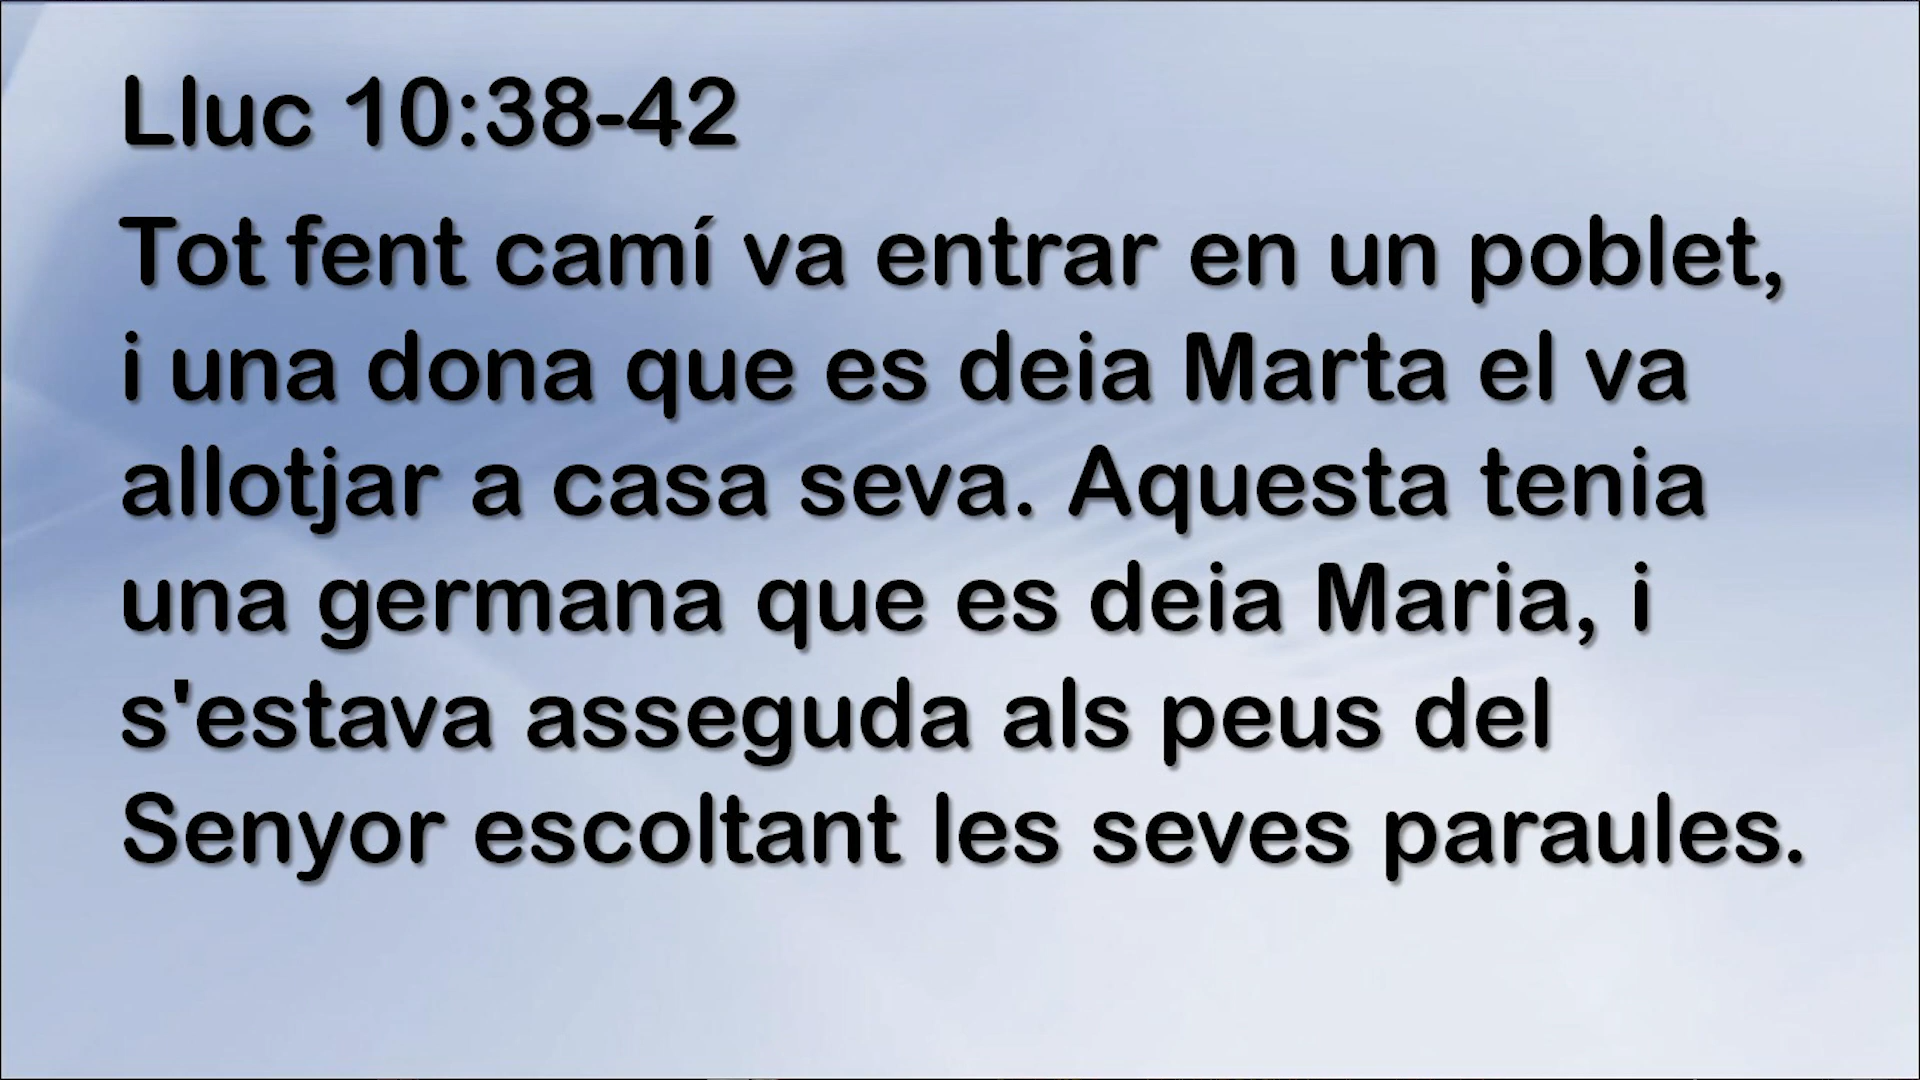 Lluc 10:38-42
Tot fent camí va entrar en un poblet,
i una dona que es deia Marta el va
allotjar a casa seva. Aquesta tenia
una germana que es deia Maria, i
s'estava asseguda als peus del
Senyor escoltant les seves paraules.